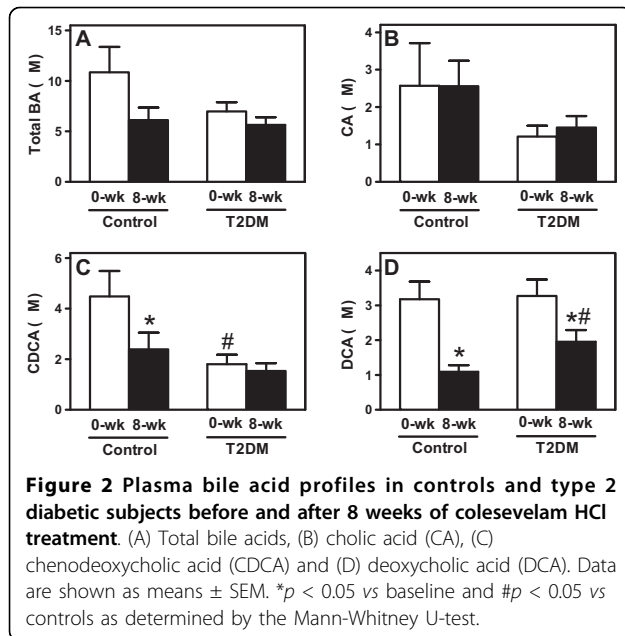 A
B
Total BA ( M)
15
10
5
0
0-wk 8-wk 0-wk 8-wk
Control T2DM
CA ( M)
4
3
2
1
0
0-wk 8-wk 0-wk 8-wk
Control T2DM
C
D
CDCA ( M)
6
4
2
0
*
#
0-wk 8-wk 0-wk 8-wk
Control T2DM
DCA ( M)
4
3
2
1
0
*
*#
0-wk 8-wk 0-wk 8-wk
Control T2DM
Figure 2 Plasma bile acid profiles in controls and type 2
diabetic subjects before and after 8 weeks of colesevelam HCl
treatment. (A) Total bile acids, (B) cholic acid (CA), (C)
chenodeoxycholic acid (CDCA) and (D) deoxycholic acid (DCA). Data
are shown as means ± SEM. *p < 0.05 vs baseline and #p < 0.05 vs
controls as determined by the Mann-Whitney U-test.